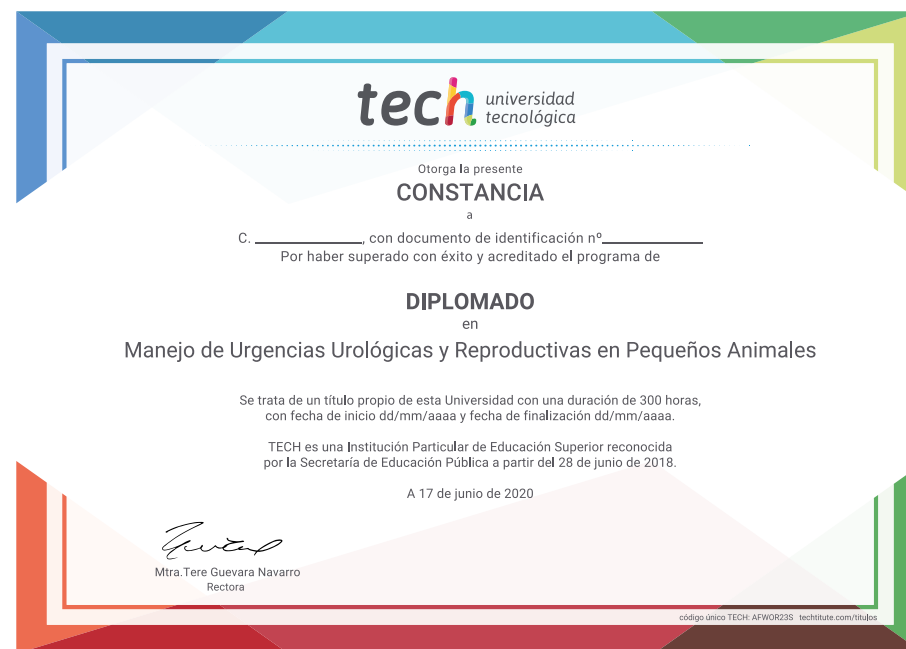 tech universidad
tecnológica
Otorga la presente
CONSTANCIA
a
C. ____________, con documento de identificación nº____________
Por haber superado con éxito y acreditado el programa de
DIPLOMADO
en
Manejo de Urgencias Urológicas y Reproductivas en Pequeños Animales
Se trata de un título propio de esta Universidad con una duración de 300 horas,
con fecha de inicio dd/mm/aaaa y fecha de finalización dd/mm/aaaa.
TECH es una Institución Particular de Educación Superior reconocida
por la Secretaría de Educación Pública a partir del 28 de junio de 2018.
A 17 de junio de 2020
Mtra.Tere Guevara Navarro
Rectora
código único TECH: AFWOR23S techtitute.com/titulos